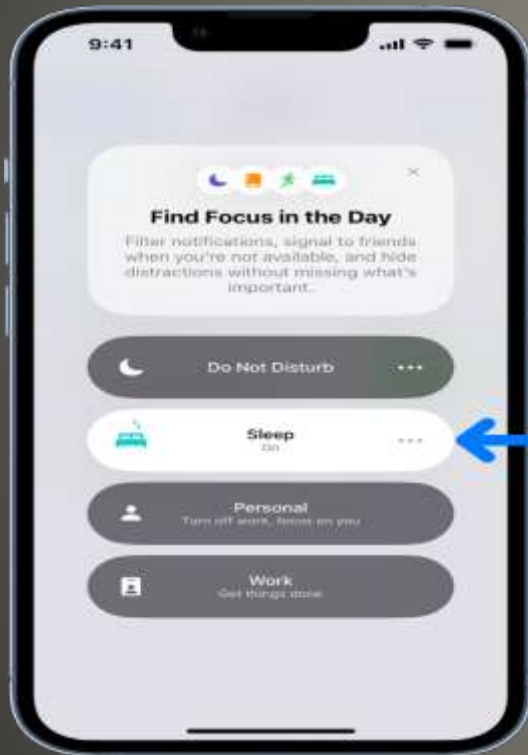 9:41
Find Focus in the Day
Filter notifications, signal to friends
when you're not available, and hide
distractions without missing what's
important.
Do Not Disturb
Sleep
On
Personal
Turn off work, focus on you
Work
Get things done